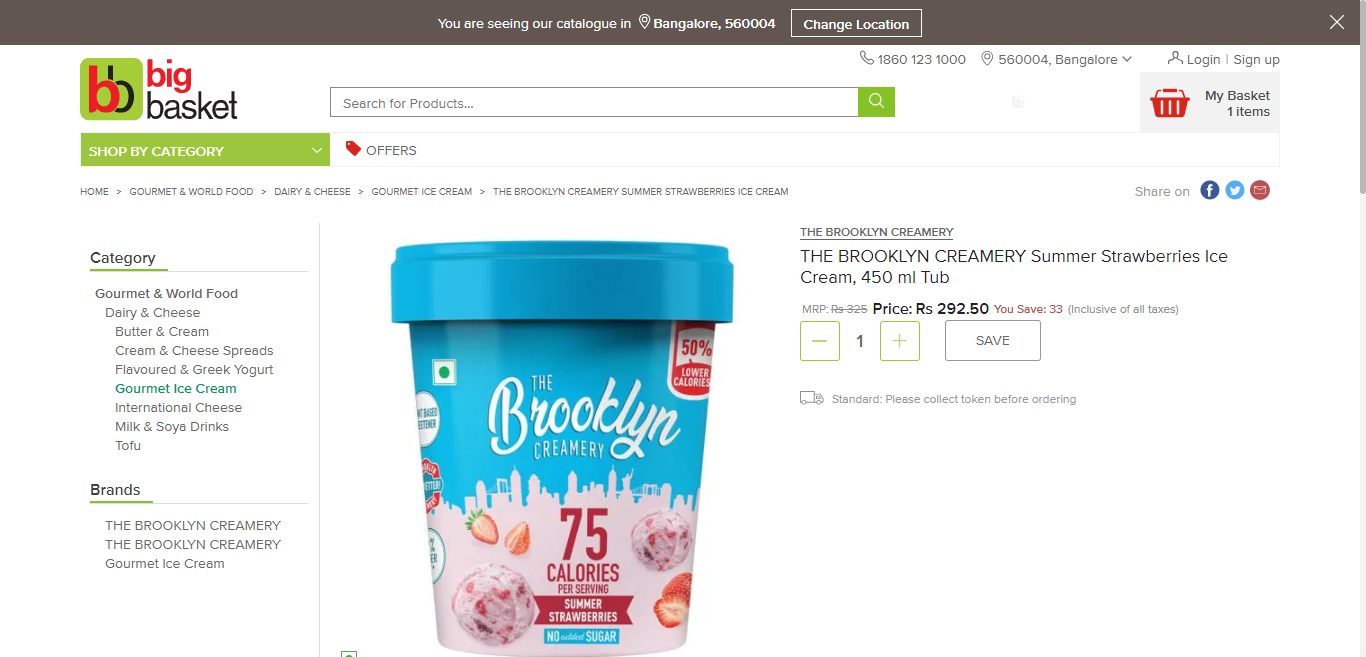 You are seeing our catalogue in Bangalore, 560004 Change Location
1860 123 1000 560004, Bangalore Login | Sign up
bb big basket
Search for Products...
My Basket
1 items
SHOP BY CATEGORY OFFERS
HOME > GOURMET & WORLD FOOD > DAIRY & CHEESE > GOURMET ICE CREAM > THE BROOKLYN CREAMERY SUMMER STRAWBERRIES ICE CREAM
Share on
Category
Gourmet & World Food
Dairy & Cheese
Butter & Cream
Cream & Cheese Spreads
Flavoured & Greek Yogurt
Gourmet Ice Cream
International Cheese
Milk & Soya Drinks
Tofu
Brands
THE BROOKLYN CREAMERY
THE BROOKLYN CREAMERY
Gourmet Ice Cream
50%
LOWER
CALORIES
THE
Brooklyn
CREAMERY
75
CALORIES
PER SERVING
SUMMER
STRAWBERRIES
NO added SUGAR
THE BROOKLYN CREAMERY
THE BROOKLYN CREAMERY Summer Strawberries Ice
Cream, 450 ml Tub
MRP: Rs 325 Price: Rs 292.50 You Save: 33 (Inclusive of all taxes)
1 SAVE
Standard: Please collect token before ordering